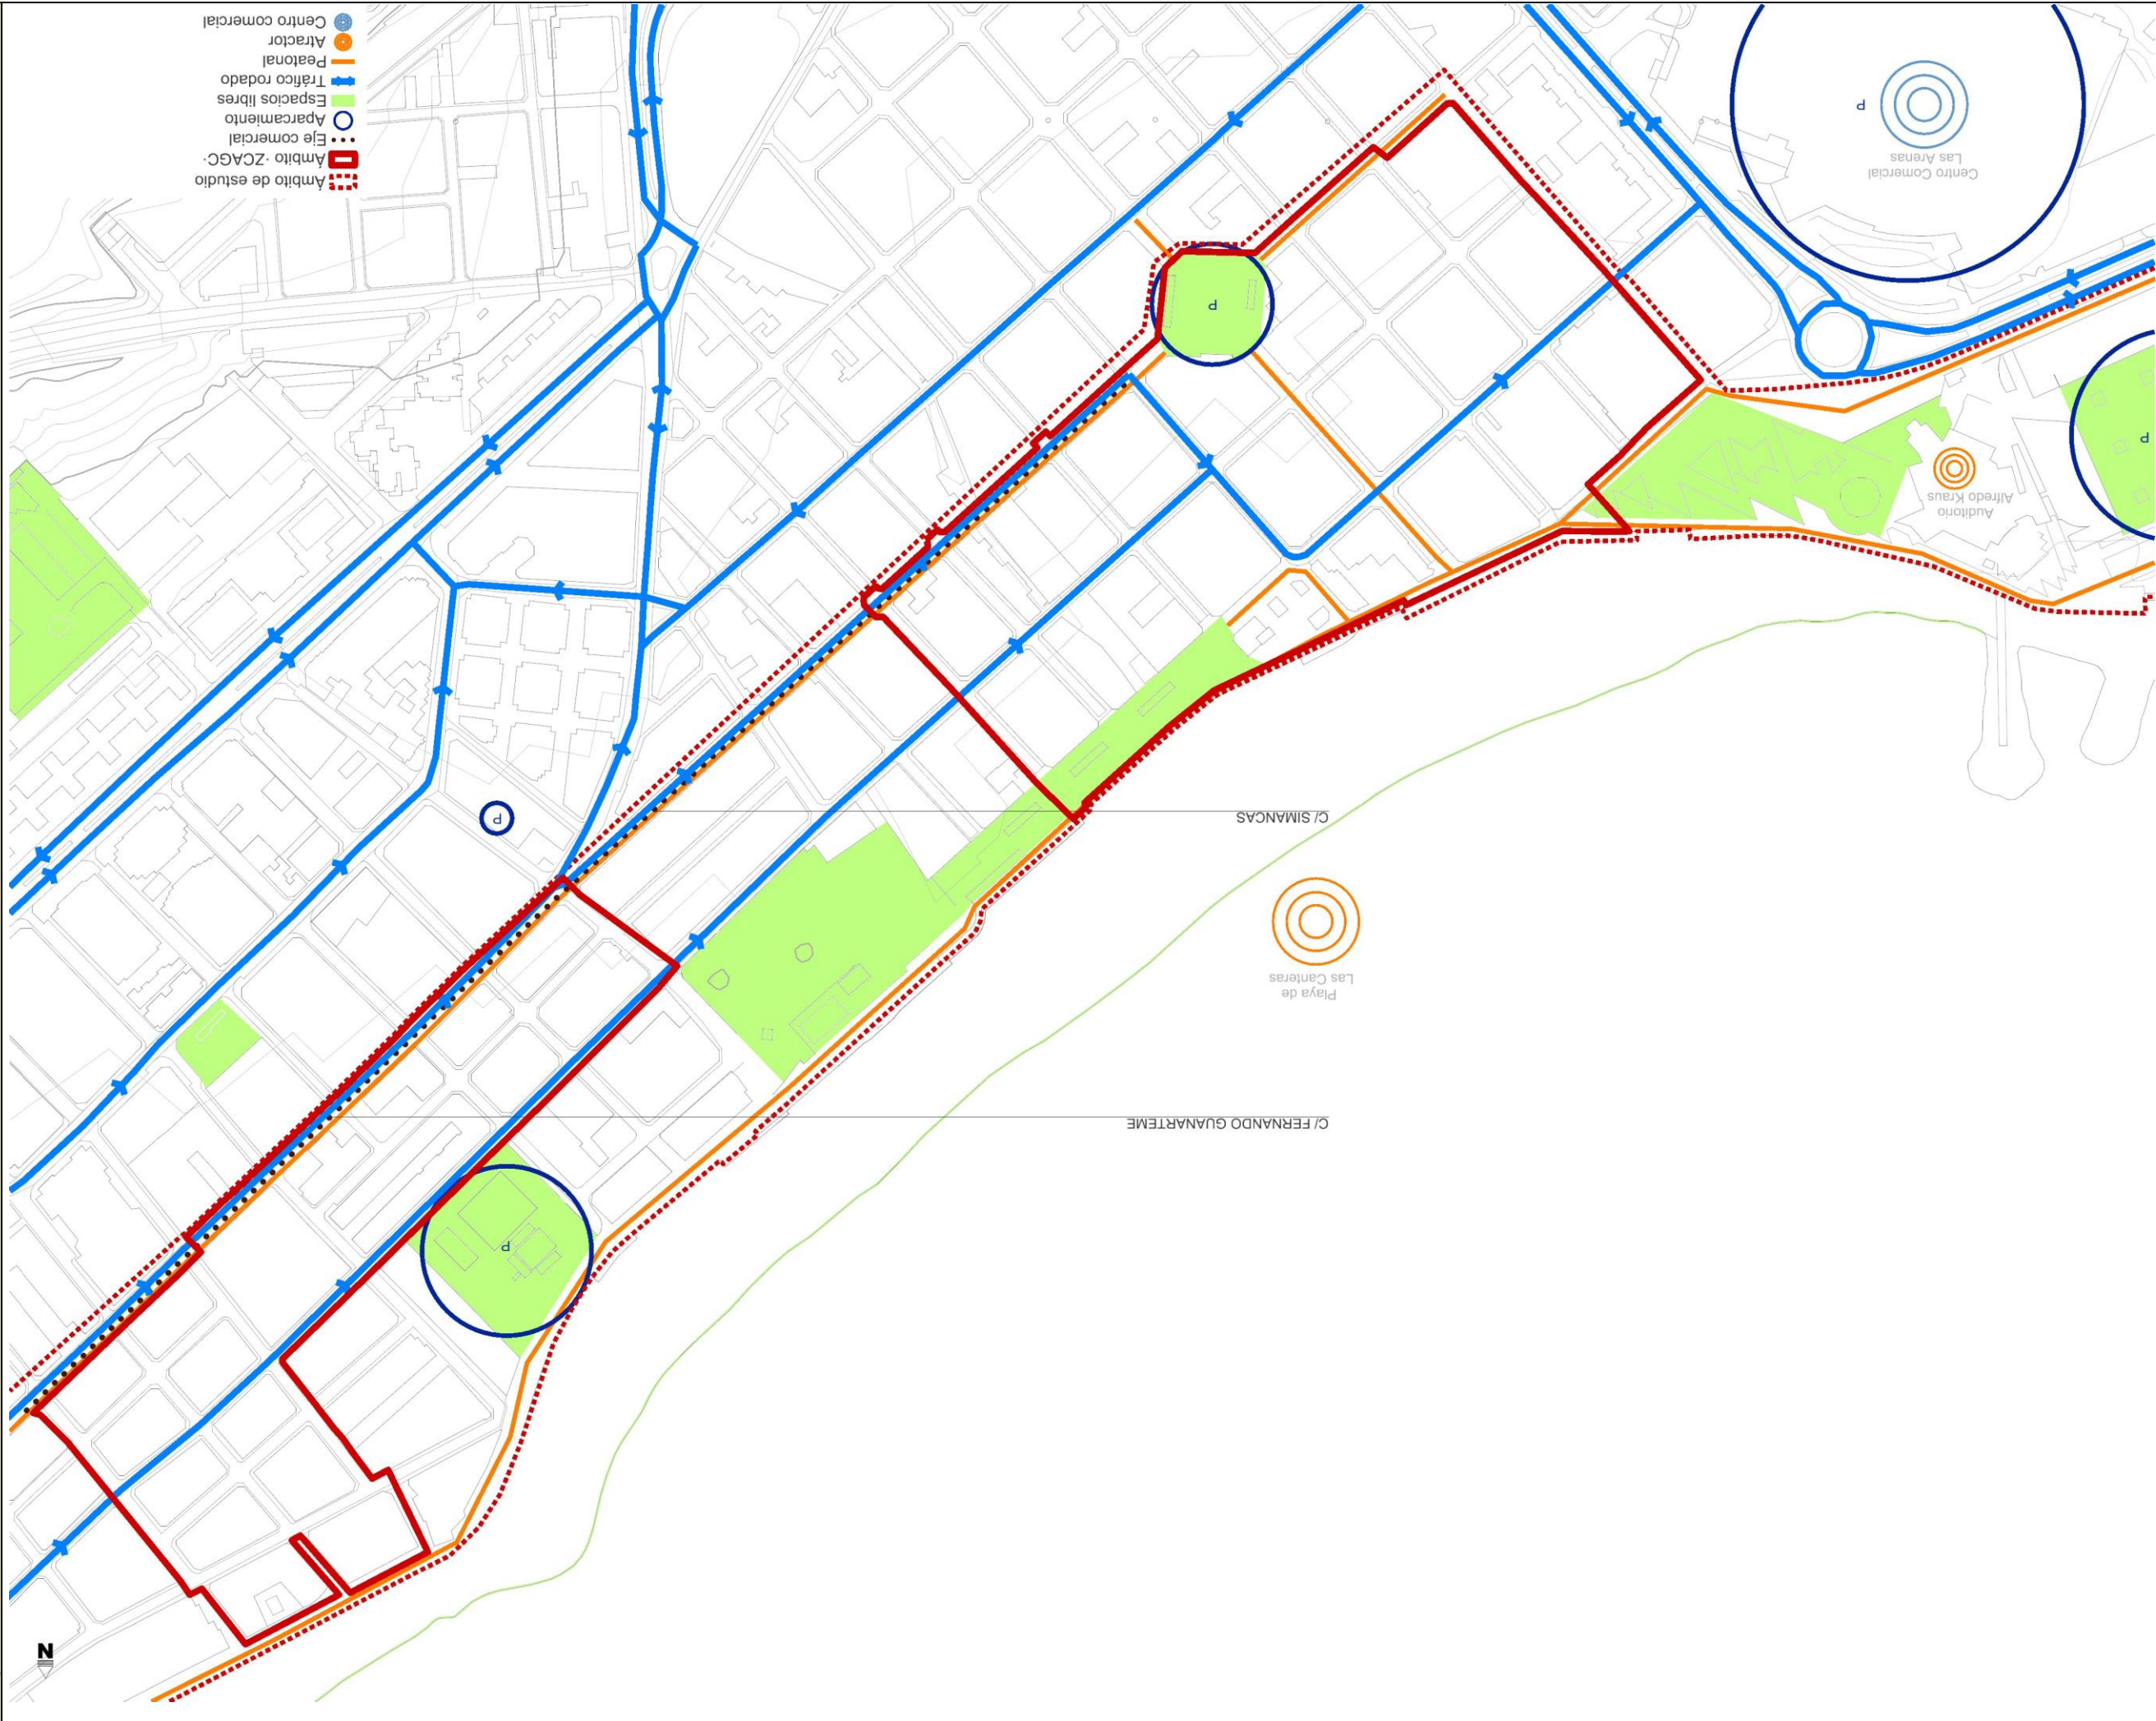 N
C/ FERNANDO GUANARTEME
P
Playa de
Las Canteras
C/ SIMANCAS
P
Auditorio
Alfredo Kraus
P
P
Centro Comercial
Las Arenas
P
Ámbito de estudio
Ámbito ·ZCAGC·
Eje comercial
Aparcamiento
Espacios libres
Tráfico rodado
Peatonal
Atractor
Centro comercial